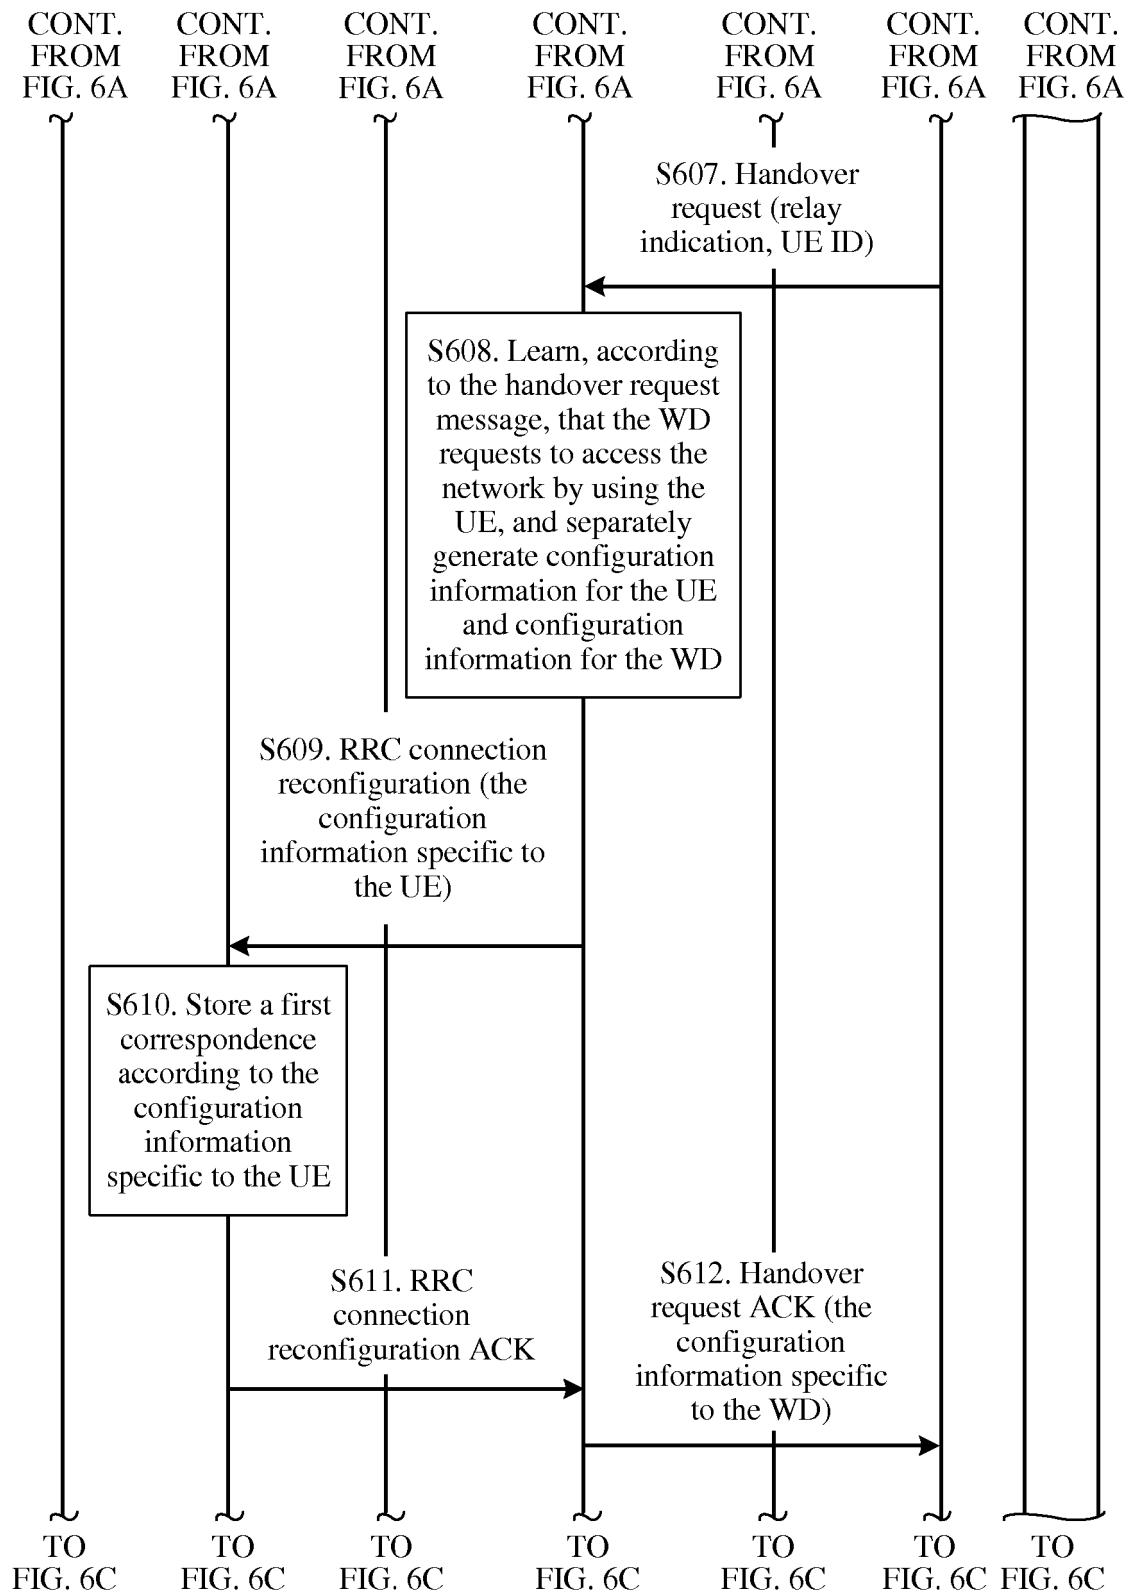 CONT.
FROM
FIG. 6A
CONT.
FROM
FIG. 6A
CONT.
FROM
FIG. 6A
CONT.
FROM
FIG. 6A
CONT.
FROM
FIG. 6A
CONT.
FROM
FIG. 6A
CONT.
FROM
FIG. 6A
S607. Handover
request (relay
indication, UE ID)
S608. Learn, according
to the handover request
message, that the WD
requests to access the
network by using the
UE, and separately
generate configuration
information for the UE
and configuration
information for the WD
S609. RRC connection
reconfiguration (the
configuration
information specific to
the UE)
S610. Store a first
correspondence
according to the
configuration
information
specific to the UE
S611. RRC
connection
reconfiguration ACK
S612. Handover
request ACK (the
configuration
information specific
to the WD)
TO
FIG. 6C
TO
FIG. 6C
TO
FIG. 6C
TO
FIG. 6C
TO
FIG. 6C
TO
FIG. 6C
TO
FIG. 6C